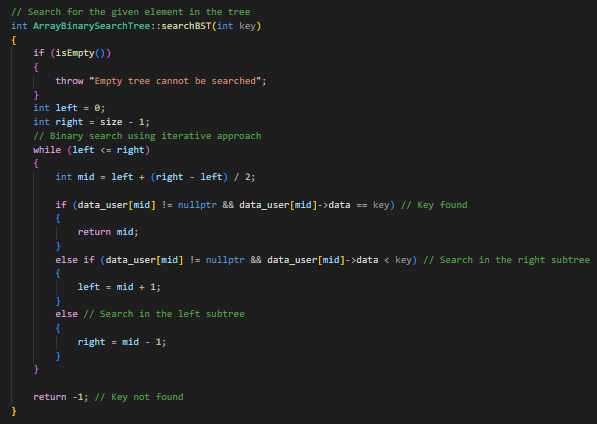 // Search for the given element in the tree
int ArrayBinarySearchTree::searchBST(int key)
{
    if (isEmpty())
    {
        throw "Empty tree cannot be searched";
    }
    int left = 0;
    int right = size - 1;
    // Binary search using iterative approach
    while (left <= right)
    {
        int mid = left + (right - left) / 2;

        if (data_user[mid] != nullptr && data_user[mid]->data == key) // Key found
        {
            return mid;
        }
        else if (data_user[mid] != nullptr && data_user[mid]->data < key) // Search in the right subtree
        {
            left = mid + 1;
        }
        else // Search in the left subtree
        {
            right = mid - 1;
        }
    }

    return -1; // Key not found
}